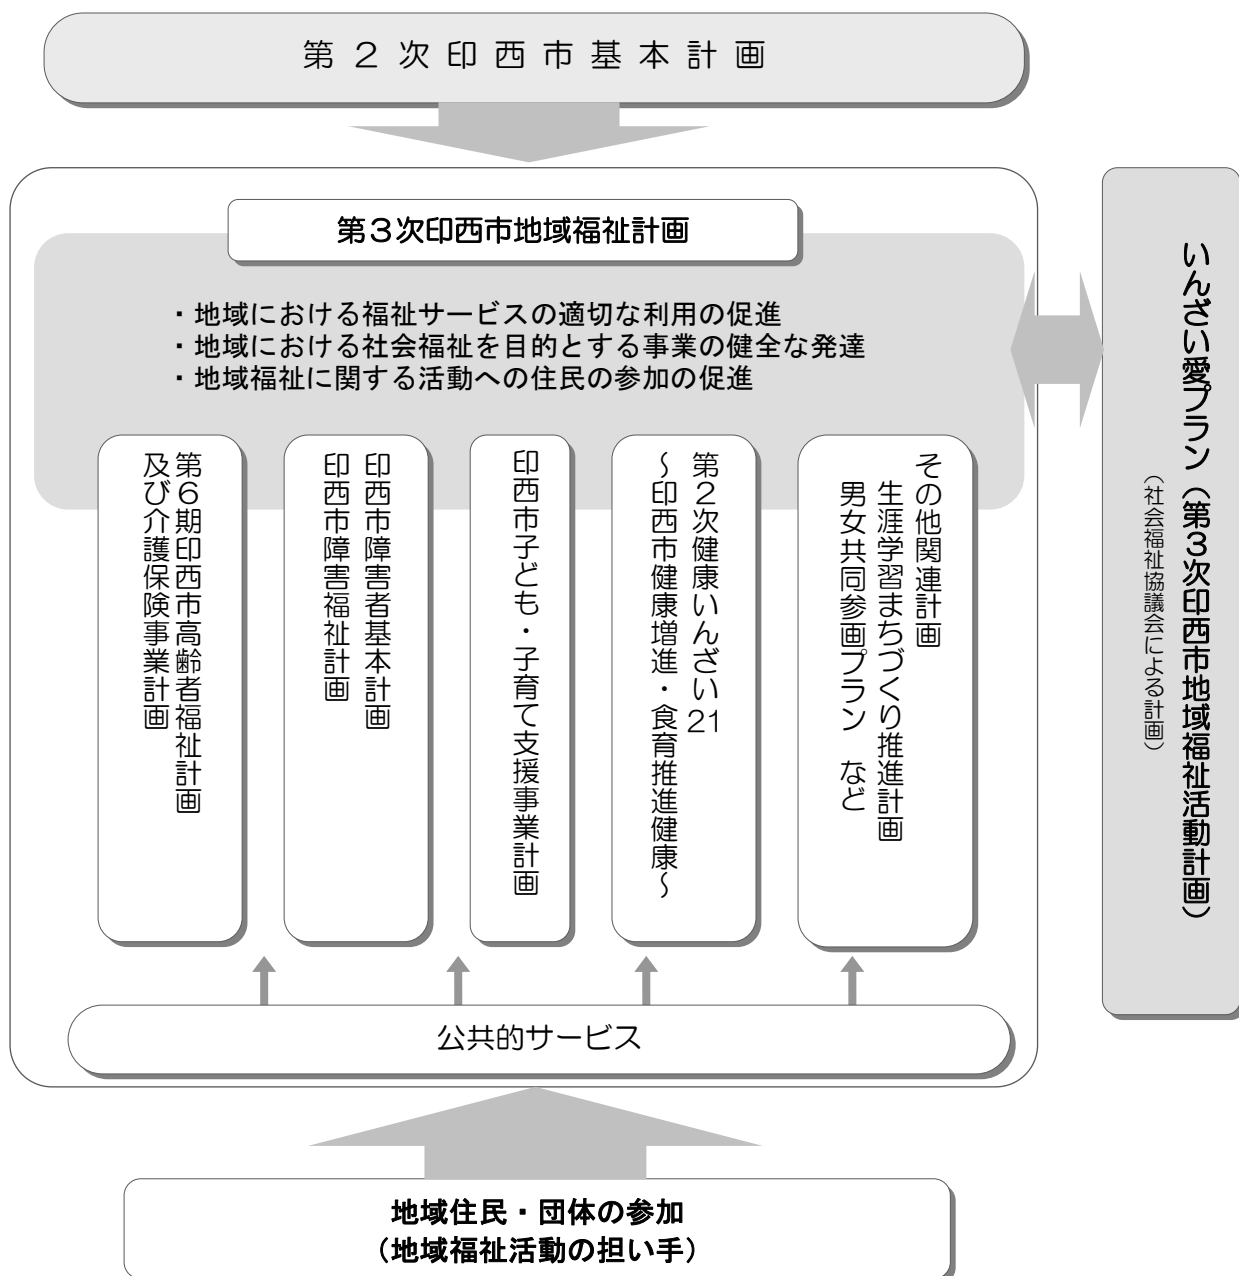 第２次印西市基本計画
第３次印西市地域福祉計画
・地域における福祉サービスの適切な利用の促進
・地域における社会福祉を目的とする事業の健全な発達
・地域福祉に関する活動への住民の参加の促進
第６期印西市高齢者福祉計画
及び介護保険事業計画
印西市障害者基本計画
印西市障害福祉計画
印西市子ども・子育て支援事業計画
第２次健康いんざい21
～印西市健康増進・食育推進健康～
その他関連計画
生涯学習まちづくり推進計画
男女共同参画プラン など
公共的サービス
地域住民・団体の参加
（地域福祉活動の担い手）
いんざい愛プラン（第３次印西市地域福祉活動計画）
（社会福祉協議会による計画）